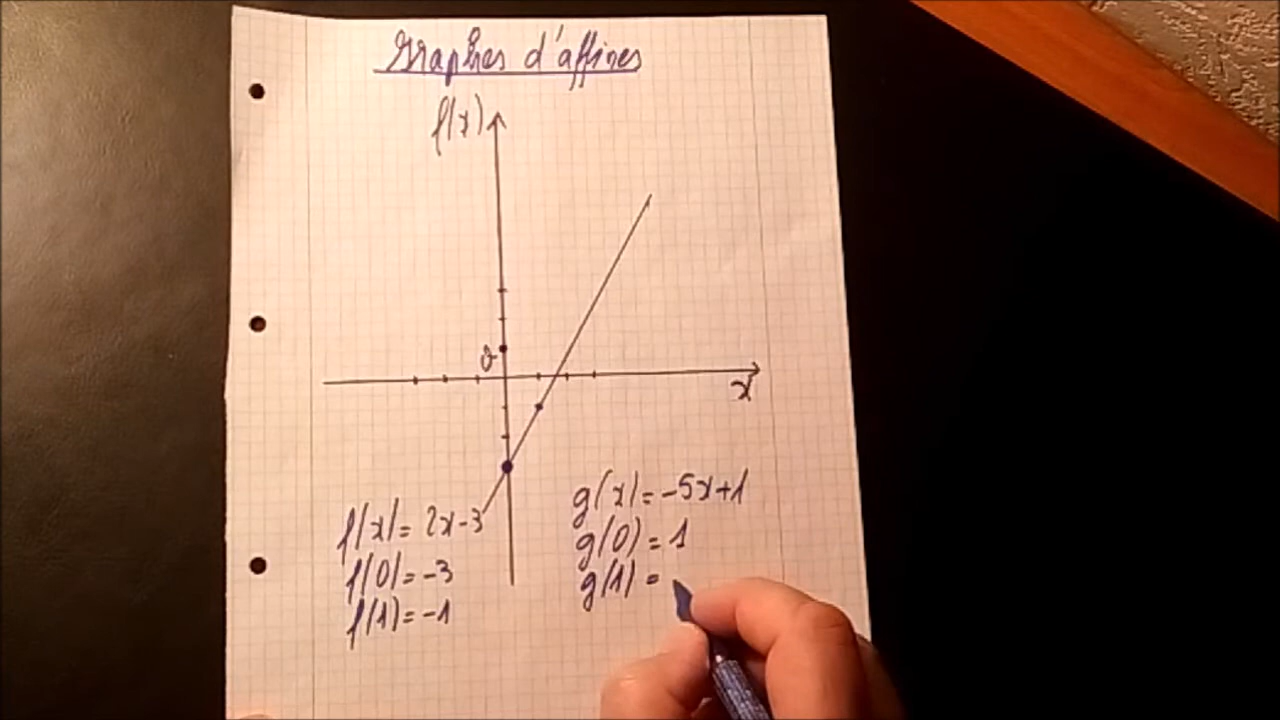 Graphes d'affines
f(x)
0
x
f(x) = 2x-3
f(0) = -3
f(1) = -1
g(x) = -5x+1
g(0) = 1
g(1) =